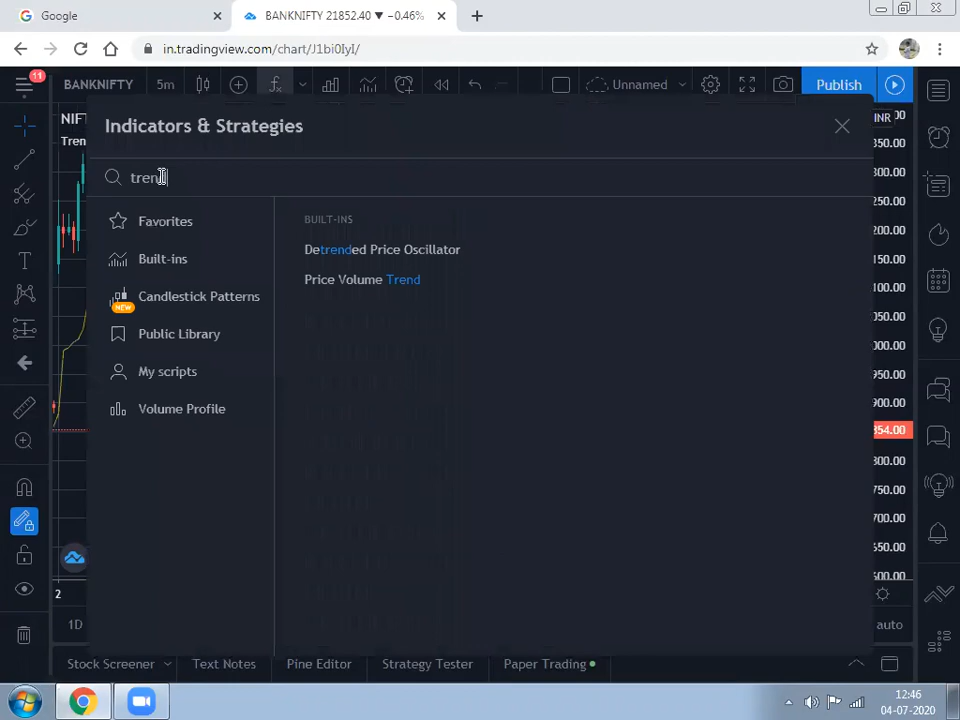 Google
BANKNIFTY 21852.40 ▼ −0.46%
in.tradingview.com/chart/J1bi0IyI/
11
BANKNIFTY
5m
Unnamed
Publish
NIF
Tren
Indicators & Strategies
INR
trend
Favorites
Built-ins
Candlestick Patterns
NEW
Public Library
My scripts
Volume Profile
BUILT-INS
Detrended Price Oscillator
Price Volume Trend
00
350.00
300.00
250.00
200.00
150.00
100.00
050.00
000.00
950.00
900.00
854.00
800.00
750.00
700.00
650.00
600.00
2
1D
auto
Stock Screener
Text Notes
Pine Editor
Strategy Tester
Paper Trading
12:46
04-07-2020